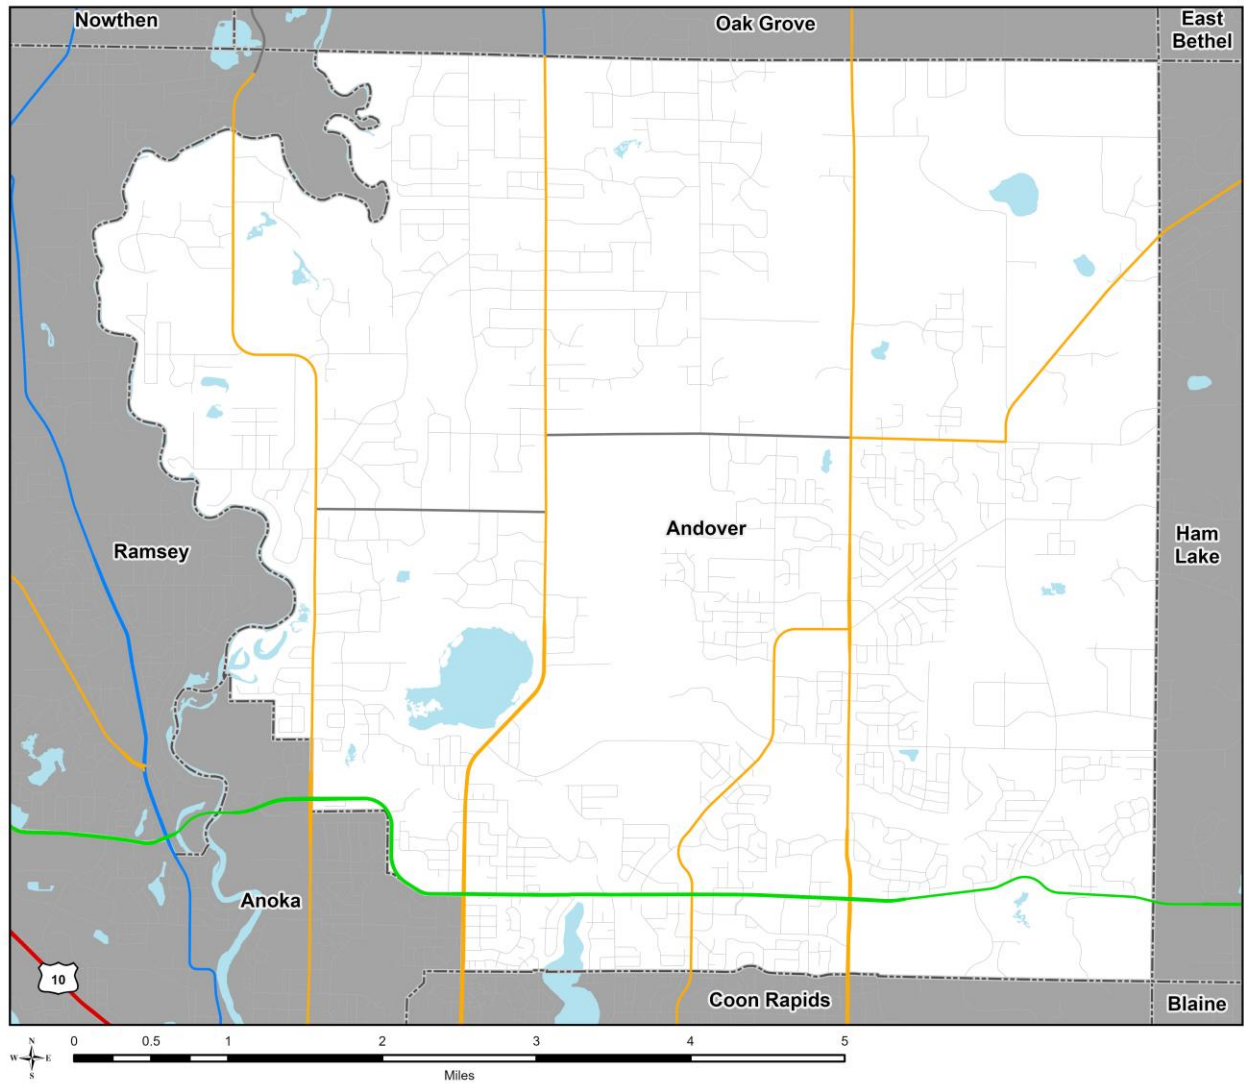 Nowthen
Oak Grove
East
Bethel
Andover
Ramsey
Ham
Lake
Anoka
10
Coon Rapids
Blaine
N
W E
S
0 0.5 1 2 3 4 5
Miles